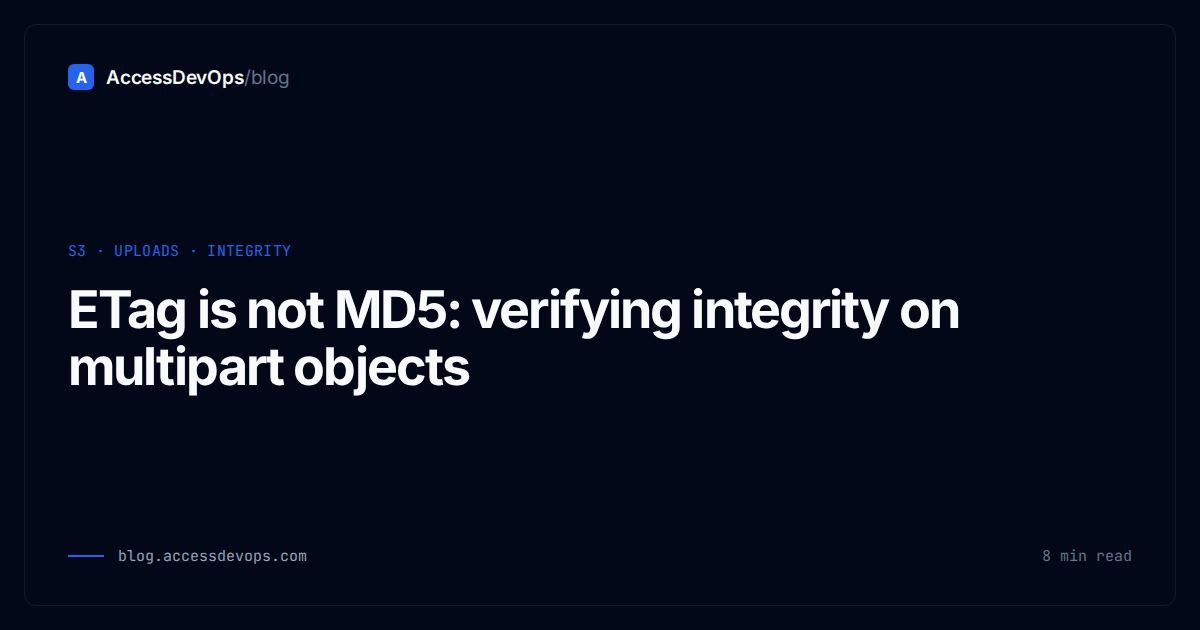 A AccessDevOps/blog
S3 · UPLOADS · INTEGRITY
ETag is not MD5: verifying integrity on
multipart objects
blog.accessdevops.com
8 min read